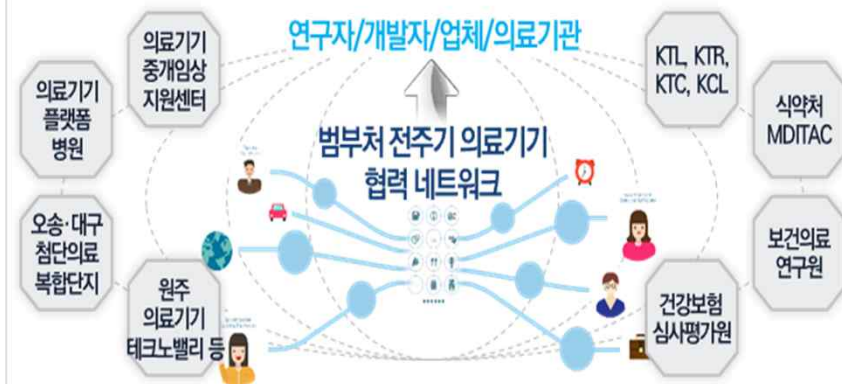 연구자/개발자/업체/의료기관
의료기기
중개임상
지원센터
의료기기
플랫폼
병원
오송·대구
첨단의료
복합단지
원주
의료기기
테크노밸리 등
범부처 전주기 의료기기
협력 네트워크
KTL, KTR,
KTC, KCL
식약처
MDITAC
보건의료
연구원
건강보험
심사평가원